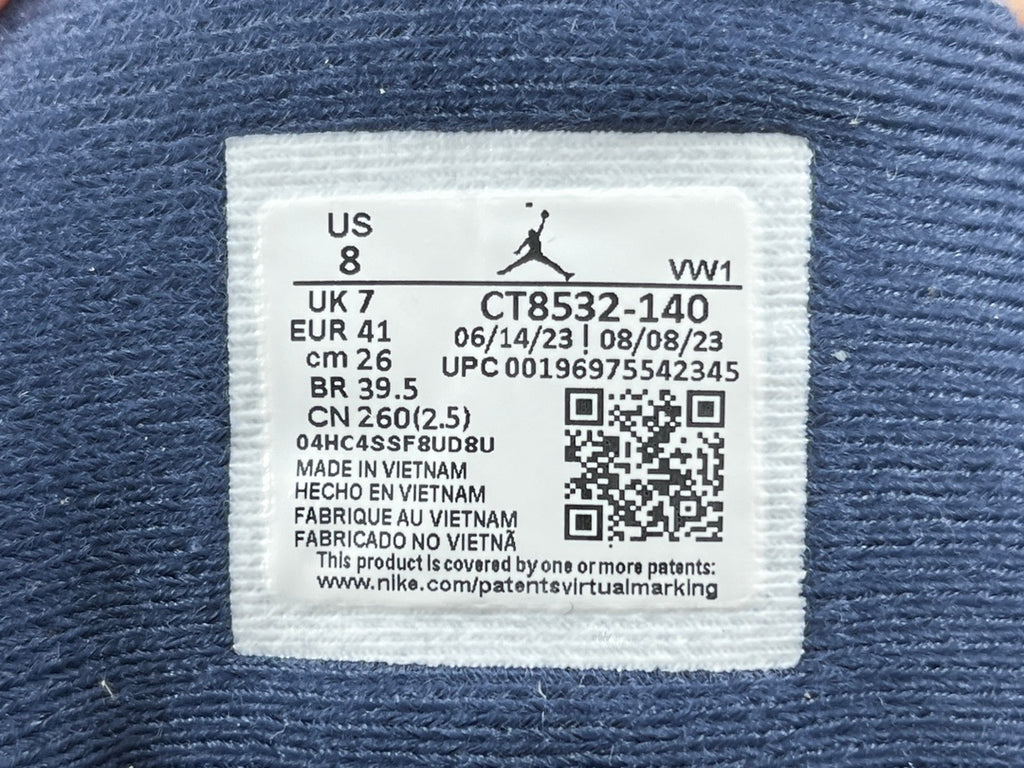 US
8
VW1
UK 7
CT8532-140
EUR 41
06/14/23 | 08/08/23
cm 26
UPC 00196975542345
BR 39.5
CN 260(2.5)
04HC4SSF8UD8U
MADE IN VIETNAM
HECHO EN VIETNAM
FABRIQUE AU VIETNAM
FABRICADO NO VIETNÃ
This product is covered by one or more patents:
www.nike.com/patentsvirtualmarking